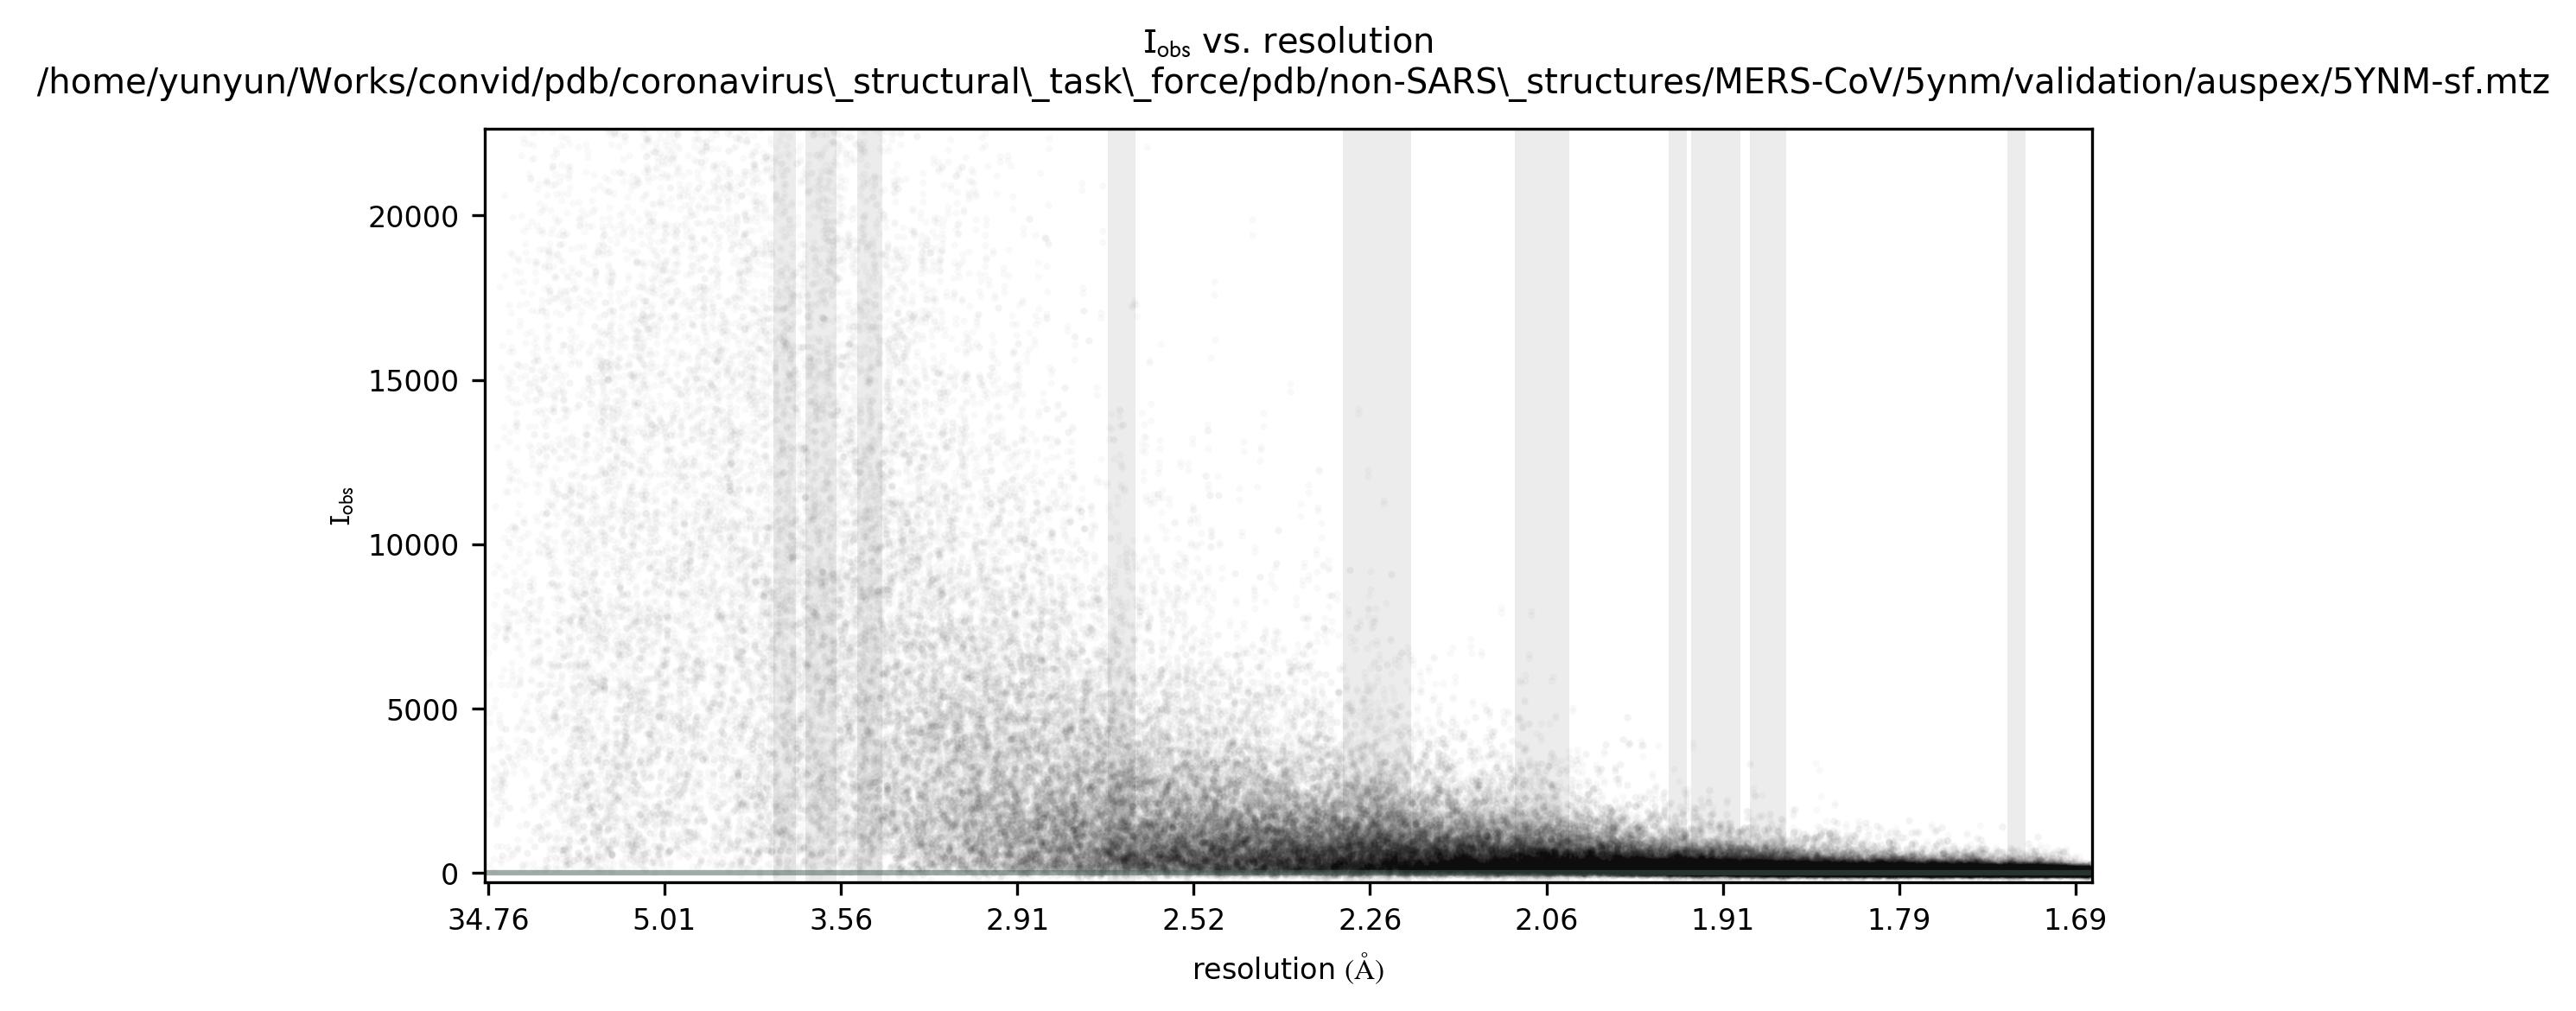 I_obs vs. resolution
/home/yunyun/Works/convid/pdb/coronavirus\_structural\_task\_force/pdb/non-SARS\_structures/MERS-CoV/5ynm/validation/auspex/5YNM-sf.mtz
20000
15000
10000
5000
0
I_obs
34.76 5.01 3.56 2.91 2.52 2.26 2.06 1.91 1.79 1.69
resolution (Å)